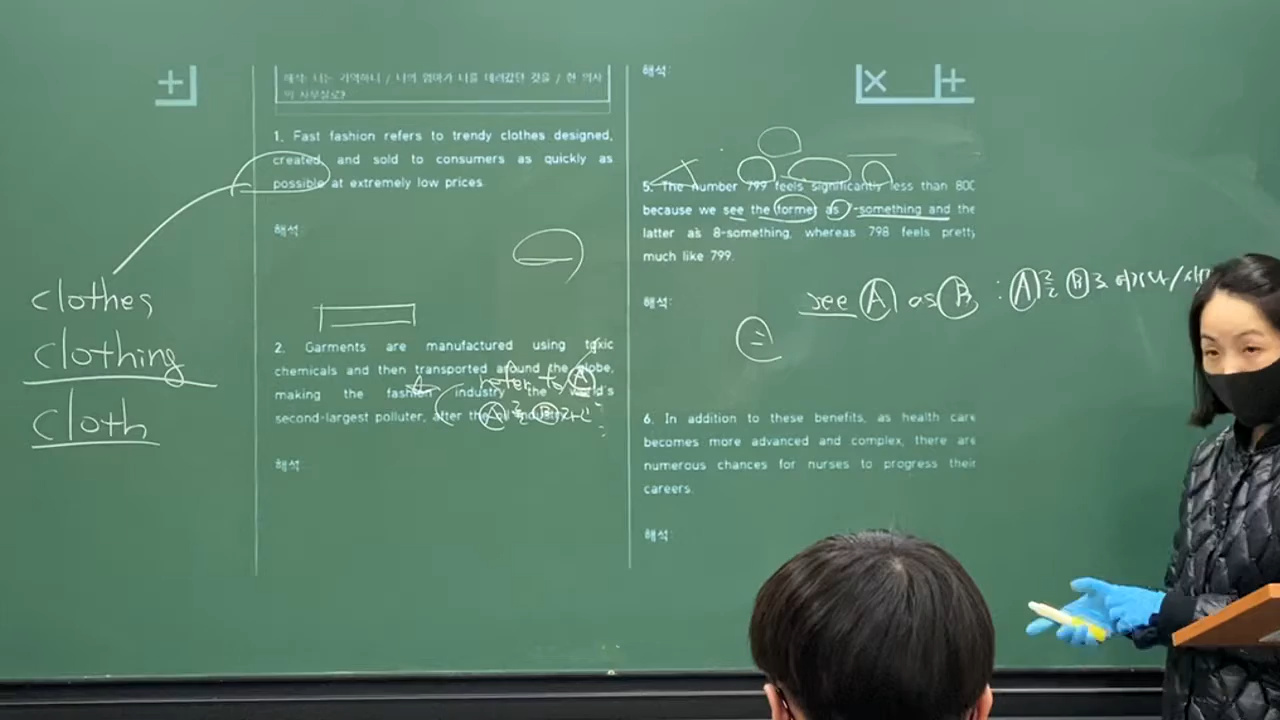 해석: 너는 기억하니 / 너의 엄마가 너를 데려갔던 것을 / 한 의사
의 사무실로?
1. Fast fashion refers to trendy clothes designed,
created, and sold to consumers as quickly as
possible at extremely low prices.
해석:
clothes
clothing
cloth
2. Garments are manufactured using toxic
chemicals and then transported around the globe,
making the fashion industry the world's
second-largest polluter, after the oil industry.
refer to A
A를 B
해석:
해석:
5. The number 799 feels significantly less than 800
because we see the former as 7-something and the
latter as 8-something, whereas 798 feels pretty
much like 799.
해석:
see A as B : A를 B로 여기다/
6. In addition to these benefits, as health care
becomes more advanced and complex, there are
numerous chances for nurses to progress their
careers.
해석: